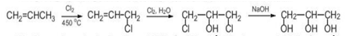 Cl₂ Cl₂, H₂O NaOH
CH₂=CHCH₃ CH₂=CH-CH₂ CH₂-CH-CH₂ CH₂-CH-CH₂
450 °C Cl Cl OH Cl OH OH OH